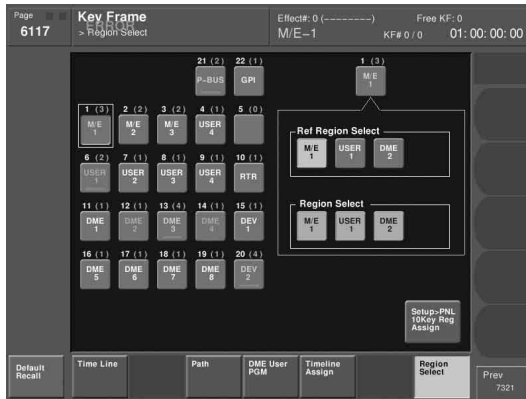 Page
6117
Key Frame
ERROR
> Region Select
Effect#: 0 (--------)
Free KF: 0
M/E-1
KF# 0 / 0
01: 00: 00: 00
21 (2) 22 (1)
P-BUS GPI
1 (3) 2 (2) 3 (2) 4 (1) 5 (0)
M/E 1 M/E 2 M/E 3 USER 4
6 (2) 7 (1) 8 (1) 9 (1) 10 (1)
USER 1 USER 2 USER 3 USER 4 RTR
11 (1) 12 (1) 13 (4) 14 (1) 15 (1)
DME 1 DME 2 DME 3 DME 4 DEV 1
16 (1) 17 (1) 18 (1) 19 (1) 20 (4)
DME 5 DME 6 DME 7 DME 8 DEV 2
1 (3)
M/E 1
Ref Region Select
M/E 1 USER 1 DME 2
Region Select
M/E 1 USER 1 DME 2
Setup>PNL
10Key Reg
Assign
Default Recall
Time Line
Path
DME User PGM
Timeline Assign
Region Select
Prev
7321